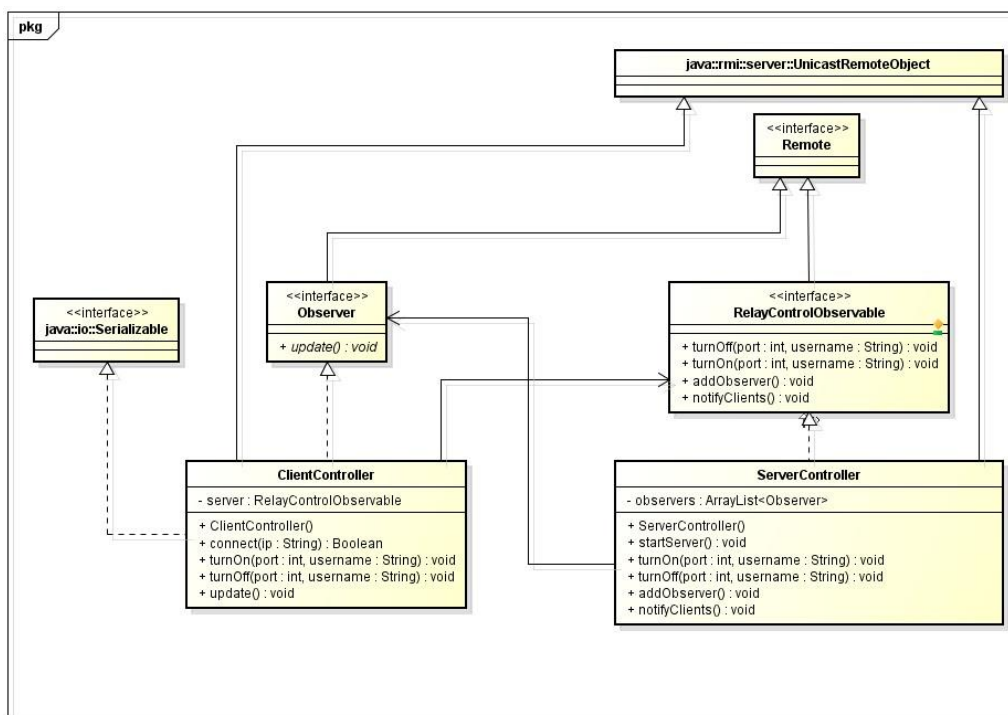 pkg
java::rmi::server::UnicastRemoteObject
<<interface>>
Remote
<<interface>>
java::io::Serializable
<<interface>>
Observer
+ update() : void
<<interface>>
RelayControlObservable
+ turnOff(port : int, username : String) : void
+ turnOn(port : int, username : String) : void
+ addObserver() : void
+ notifyClients() : void
ClientController
- server : RelayControlObservable
+ ClientController()
+ connect(ip : String) : Boolean
+ turnOn(port : int, username : String) : void
+ turnOff(port : int, username : String) : void
+ update() : void
ServerController
- observers : ArrayList<Observer>
+ ServerController()
+ startServer() : void
+ turnOn(port : int, username : String) : void
+ turnOff(port : int, username : String) : void
+ addObserver() : void
+ notifyClients() : void